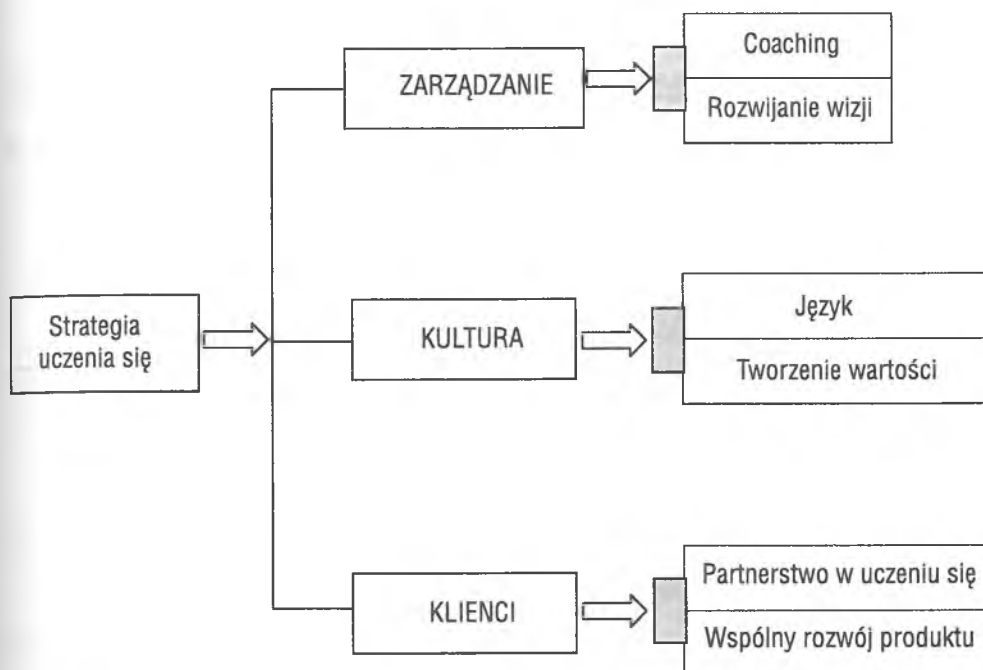 Strategia
uczenia się
ZARZĄDZANIE
Coaching
Rozwijanie wizji
KULTURA
Język
Tworzenie wartości
KLIENCI
Partnerstwo w uczeniu się
Wspólny rozwój produktu